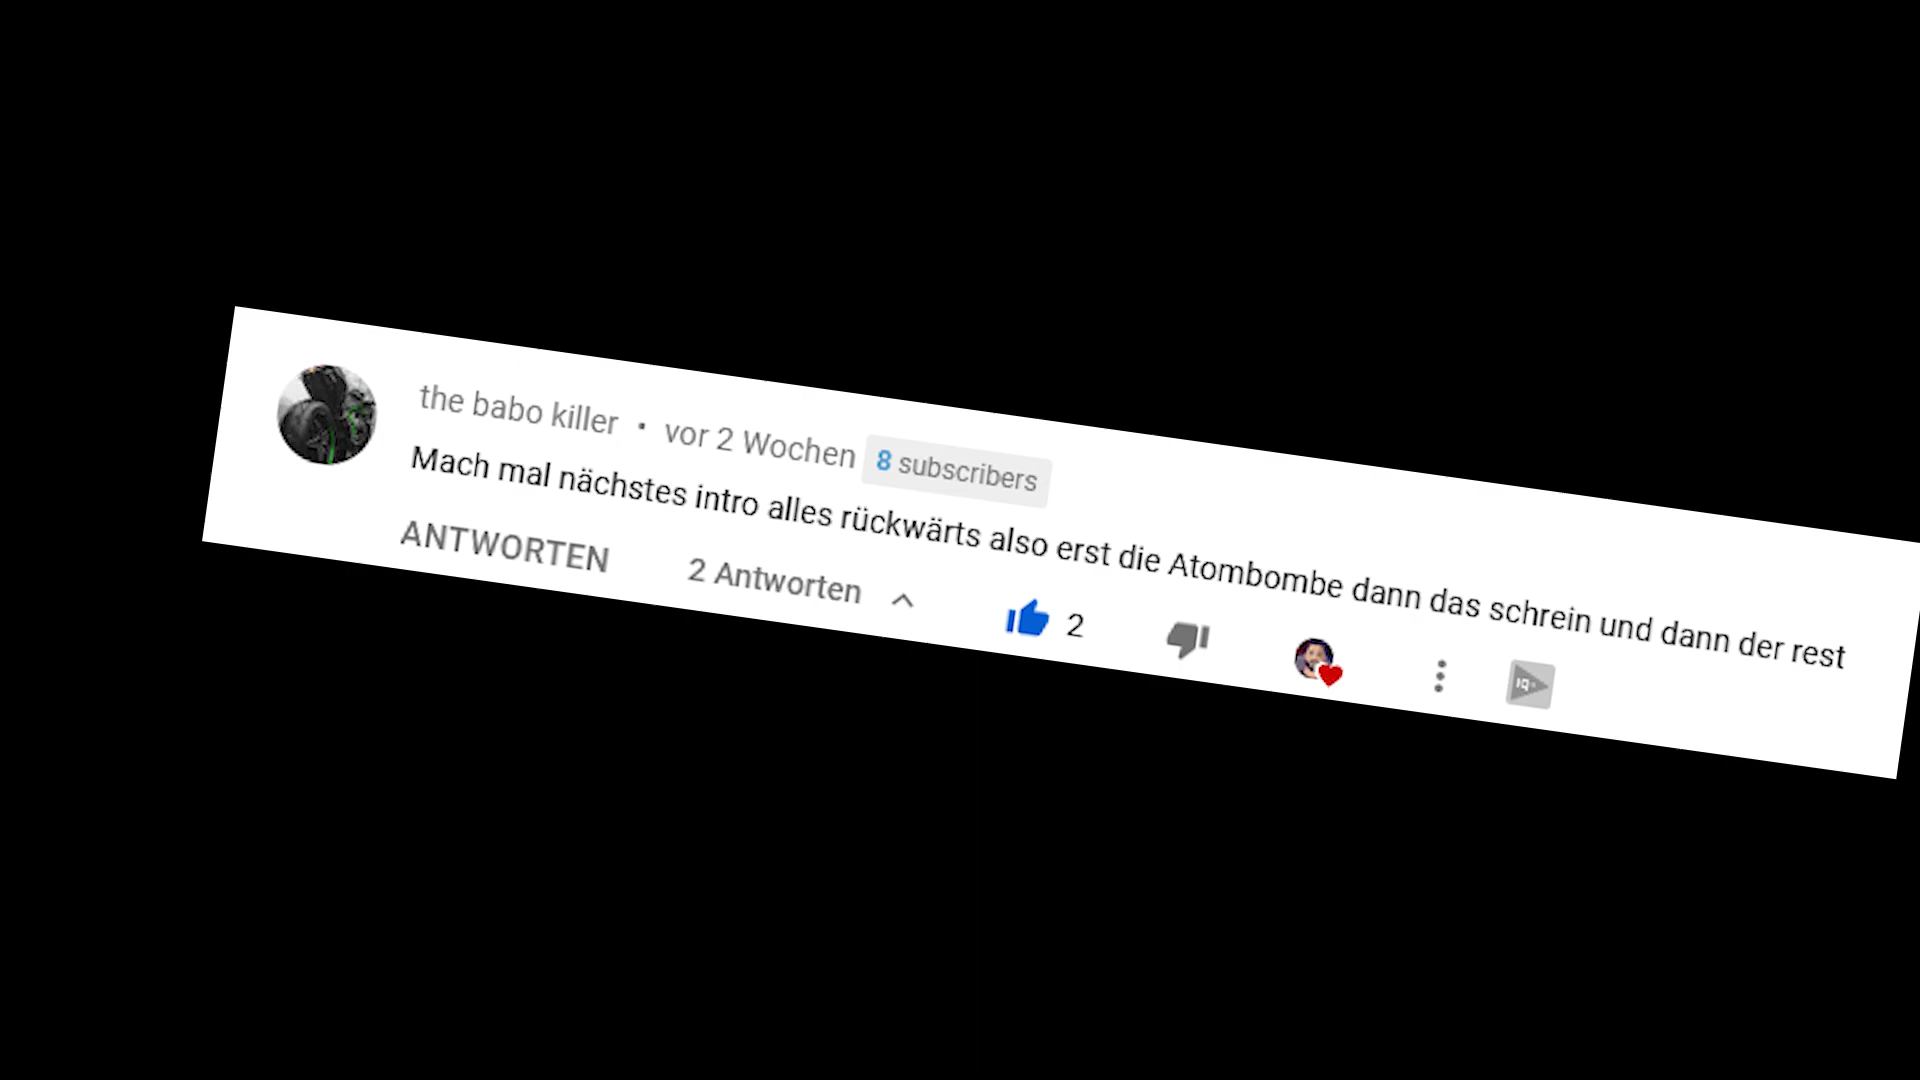 the babo killer • vor 2 Wochen 8 subscribers
Mach mal nächstes intro alles rückwärts also erst die Atombombe dann das schrein und dann der rest
ANTWORTEN 2 Antworten 2